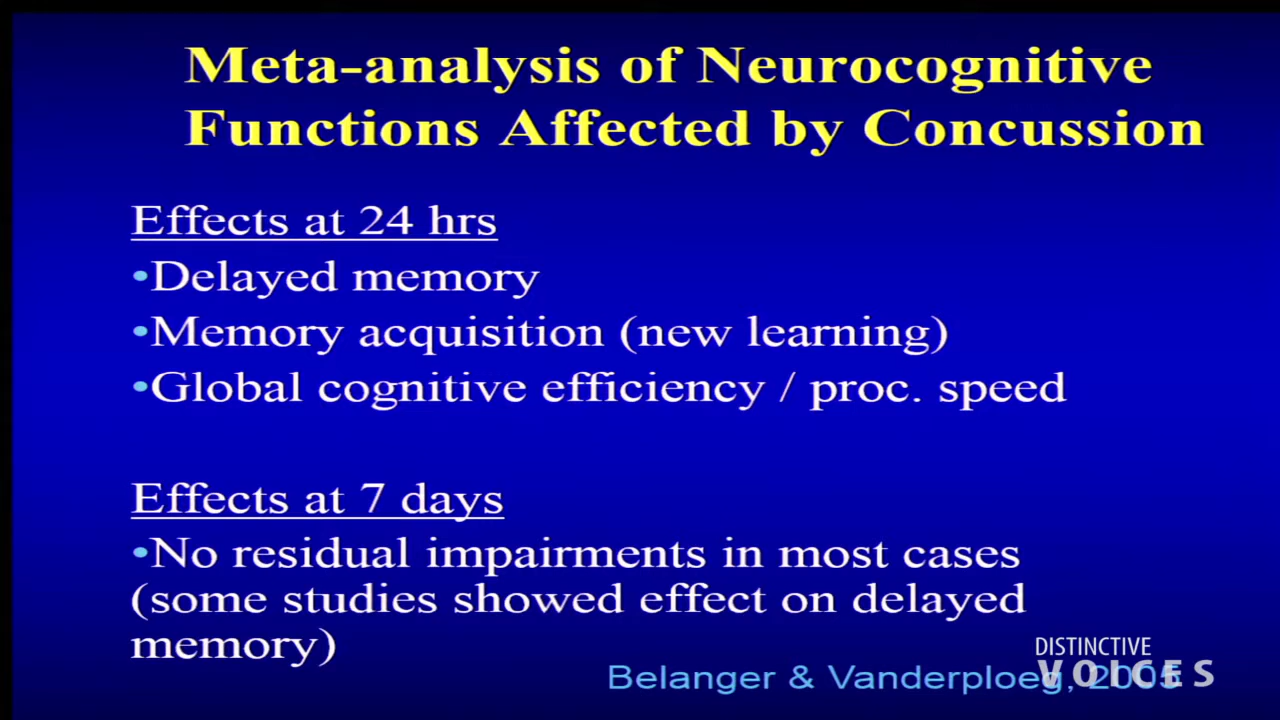 Meta-analysis of Neurocognitive
Functions Affected by Concussion
Effects at 24 hrs
•Delayed memory
•Memory acquisition (new learning)
•Global cognitive efficiency / proc. speed
Effects at 7 days
•No residual impairments in most cases
(some studies showed effect on delayed
memory)
Belanger & Vanderploeg, 2005
DISTINCTIVE
VOICES